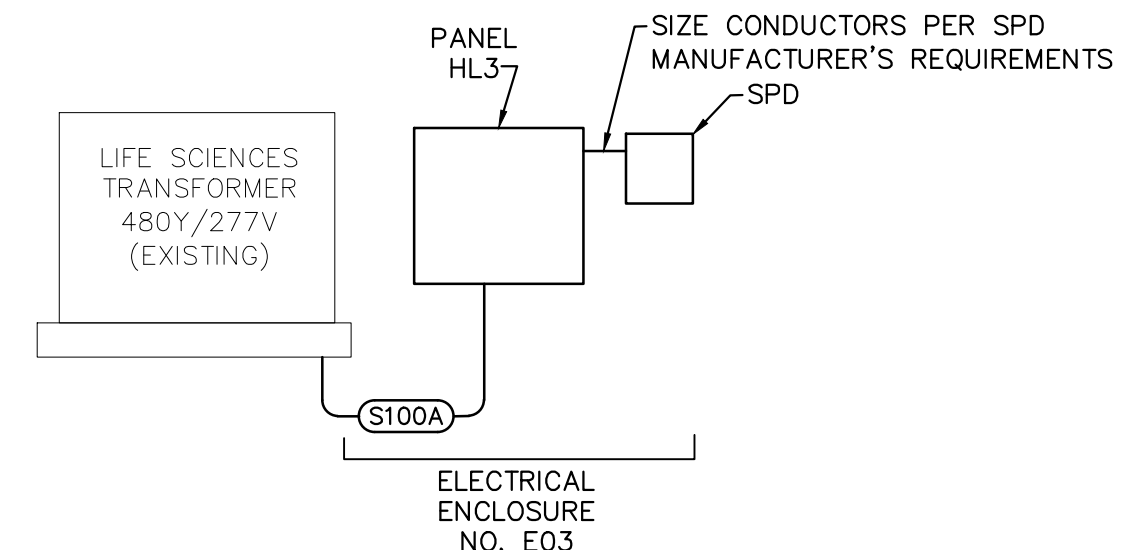 PANEL
HL3
SIZE CONDUCTORS PER SPD
MANUFACTURER'S REQUIREMENTS
SPD
LIFE SCIENCES
TRANSFORMER
480Y/277V
(EXISTING)
S100A
ELECTRICAL
ENCLOSURE
NO. E03